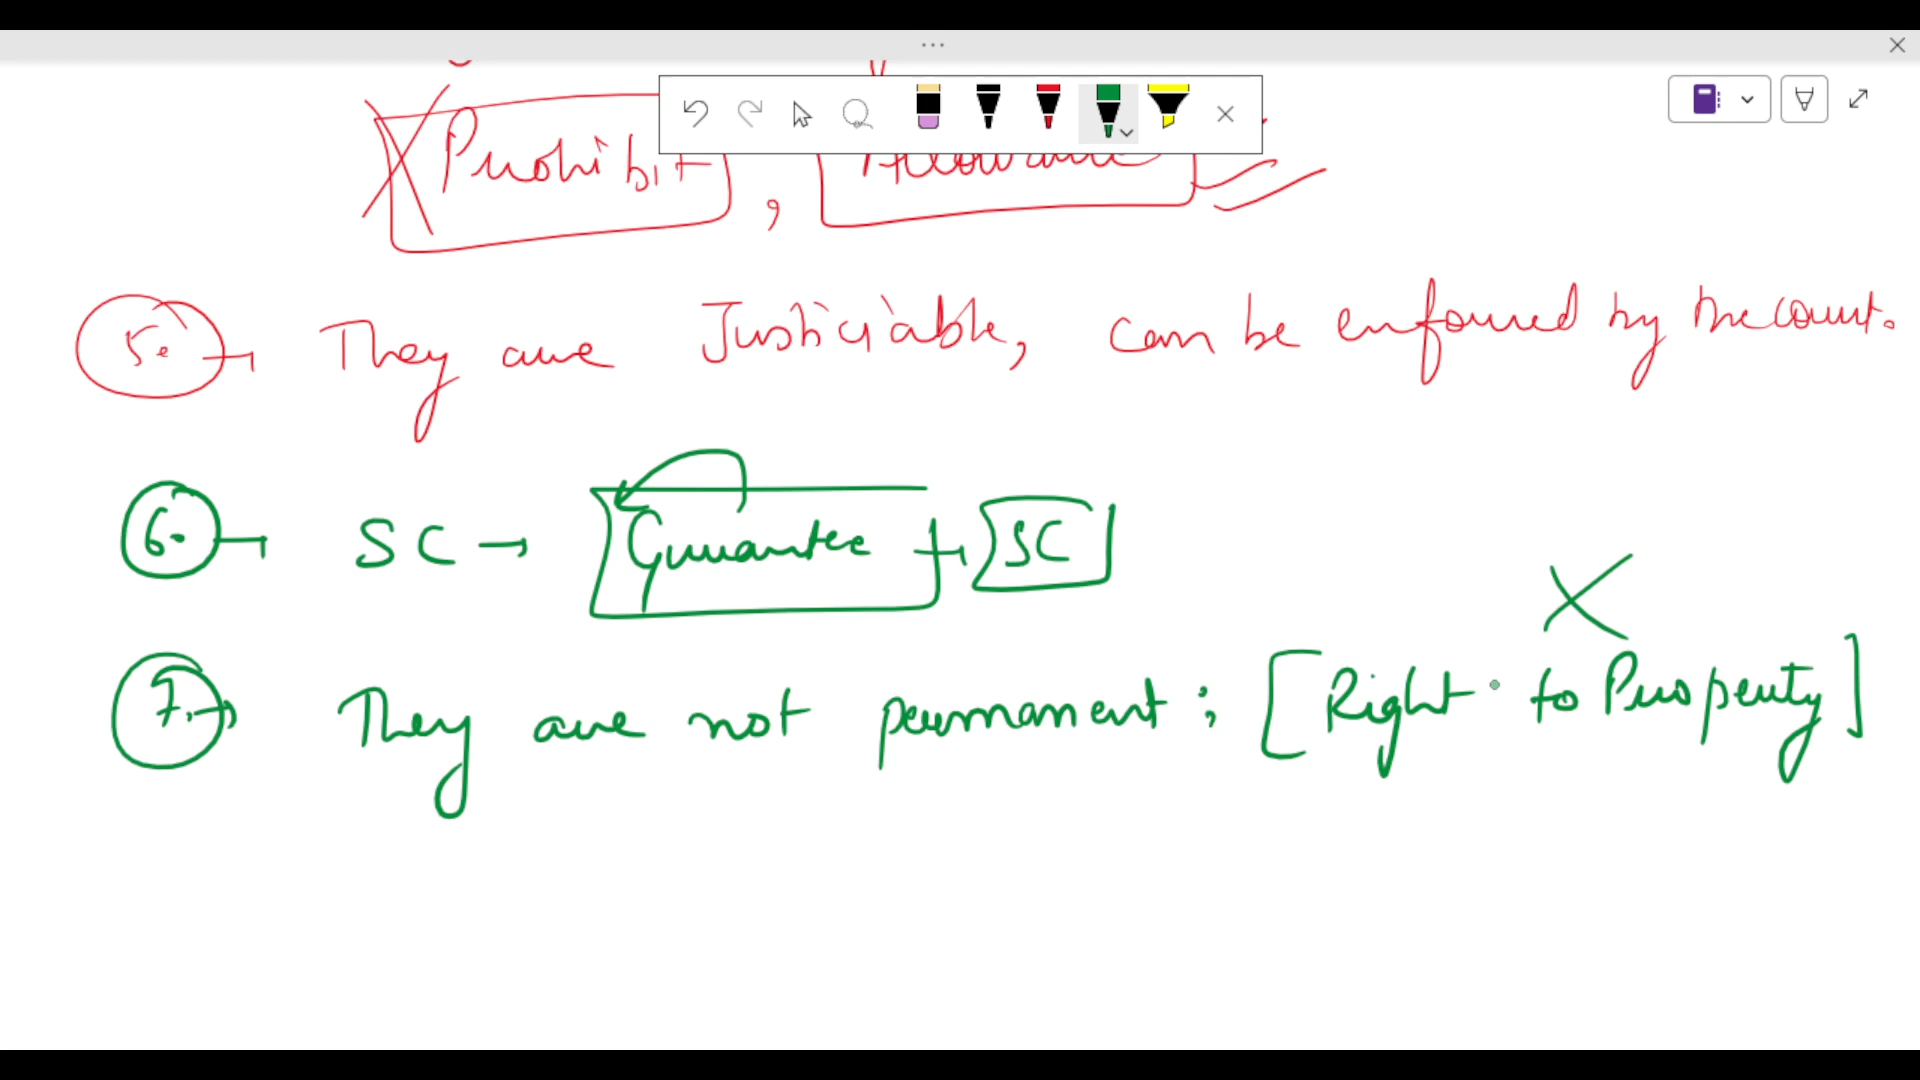 Prohibit,
5. → They are Justiciable, can be enforced by the court.
6. → SC → Guarantee → SC
7. → They are not permanent; [Right to Property]